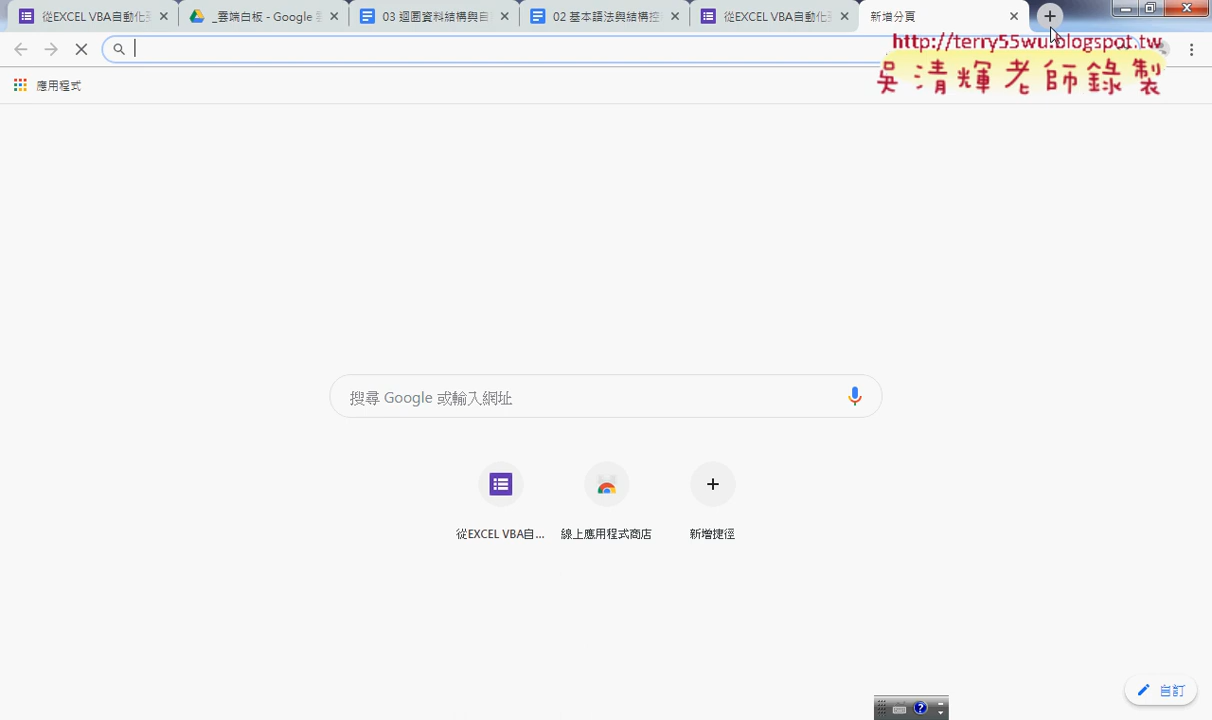 從EXCEL VBA自動化
_雲端白板 - Google
03 迴圈資料結構與自
02 基本語法與結構控
從EXCEL VBA自動化
新增分頁
http://terry55wu.blogspot.tw
吳清輝老師錄製
應用程式
搜尋 Google 或輸入網址
從EXCEL VBA自...
線上應用程式商店
新增捷徑
自訂